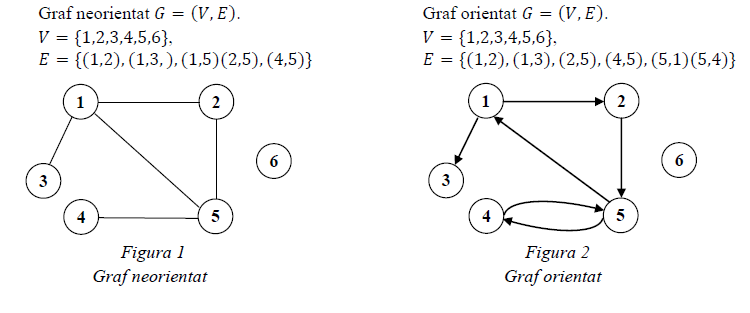 Graf neorientat G = (V, E).
V = {1,2,3,4,5,6},
E = {(1,2), (1,3,), (1,5)(2,5), (4,5)}
1
2
3
4
5
6
Figura 1
Graf neorientat
Graf orientat G = (V, E).
V = {1,2,3,4,5,6},
E = {(1,2), (1,3), (2,5), (4,5), (5,1)(5,4)}
1
2
3
4
5
6
Figura 2
Graf orientat